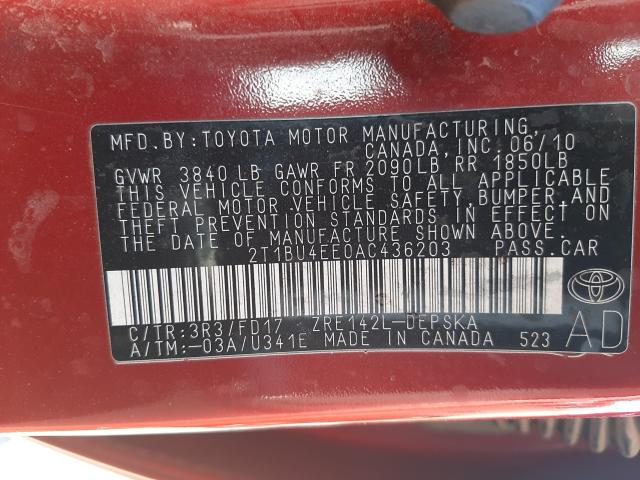 MFD. BY: TOYOTA MOTOR MANUFACTURING,
CANADA, INC. 06/10
GVWR 3840 LB GAWR FR 2090LB RR 1850LB
THIS VEHICLE CONFORMS TO ALL APPLICABLE
FEDERAL MOTOR VEHICLE SAFETY, BUMPER, AND
THEFT PREVENTION STANDARDS IN EFFECT ON
THE DATE OF MANUFACTURE SHOWN ABOVE.
2T1BU4EE0AC436203 PASS. CAR
C/TR: 3R3/FD17 ZRE142L-DEPSKA
A/TM: -03A/U341E MADE IN CANADA 523
AD